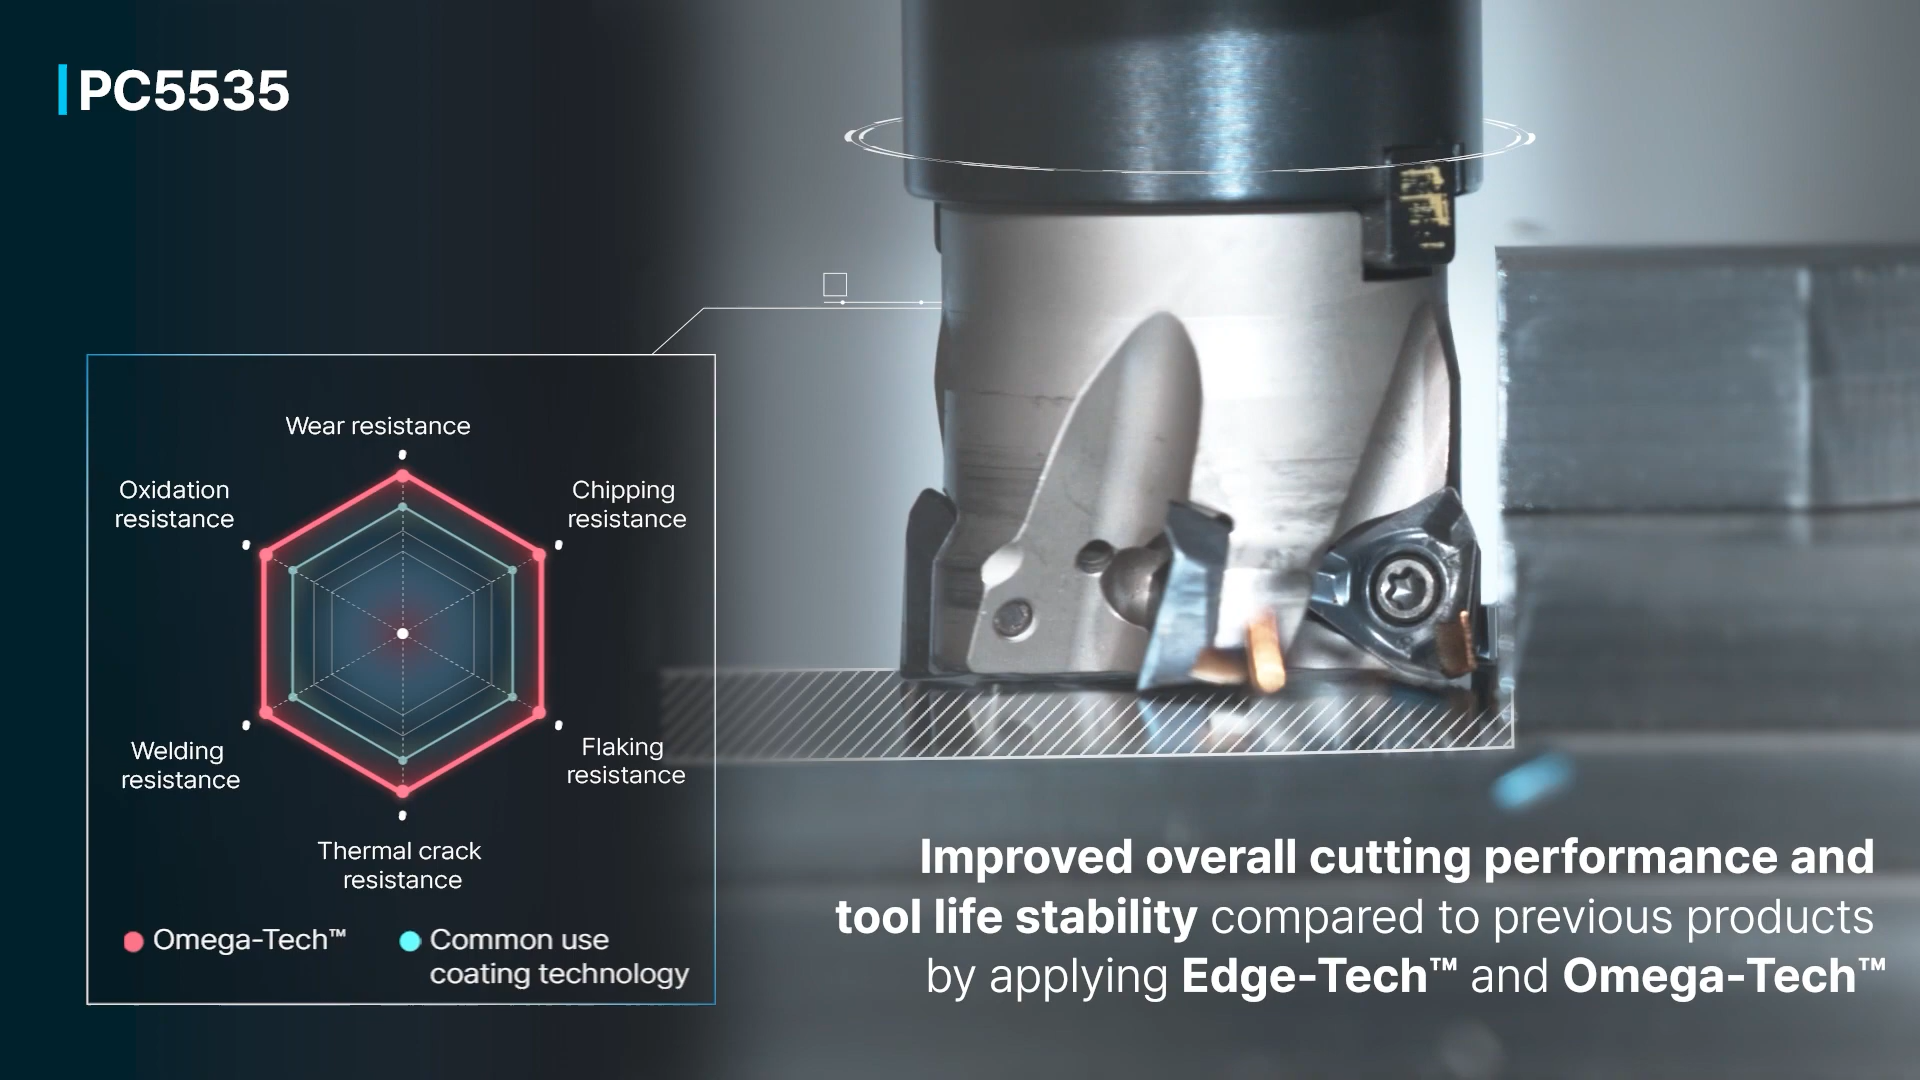 PC5535
Wear resistance
Oxidation
resistance
Chipping
resistance
Welding
resistance
Flaking
resistance
Thermal crack
resistance
Omega-Tech™
Common use
coating technology
Improved overall cutting performance and
tool life stability compared to previous products
by applying Edge-Tech™ and Omega-Tech™